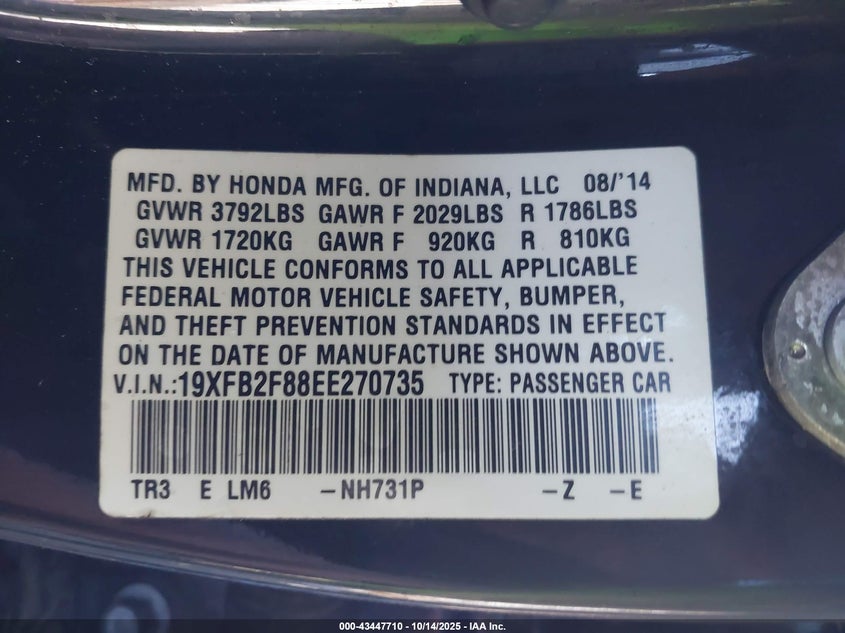 MFD. BY HONDA MFG. OF INDIANA, LLC 08/'14
GVWR 3792LBS GAWR F 2029LBS R 1786LBS
GVWR 1720KG GAWR F 920KG R 810KG
THIS VEHICLE CONFORMS TO ALL APPLICABLE
FEDERAL MOTOR VEHICLE SAFETY, BUMPER,
AND THEFT PREVENTION STANDARDS IN EFFECT
ON THE DATE OF MANUFACTURE SHOWN ABOVE.
V.I.N.:19XFB2F88EE270735 TYPE: PASSENGER CAR
TR3 E LM6 -NH731P -Z -E
000-43447710 - 10/14/2025 - IAA Inc.